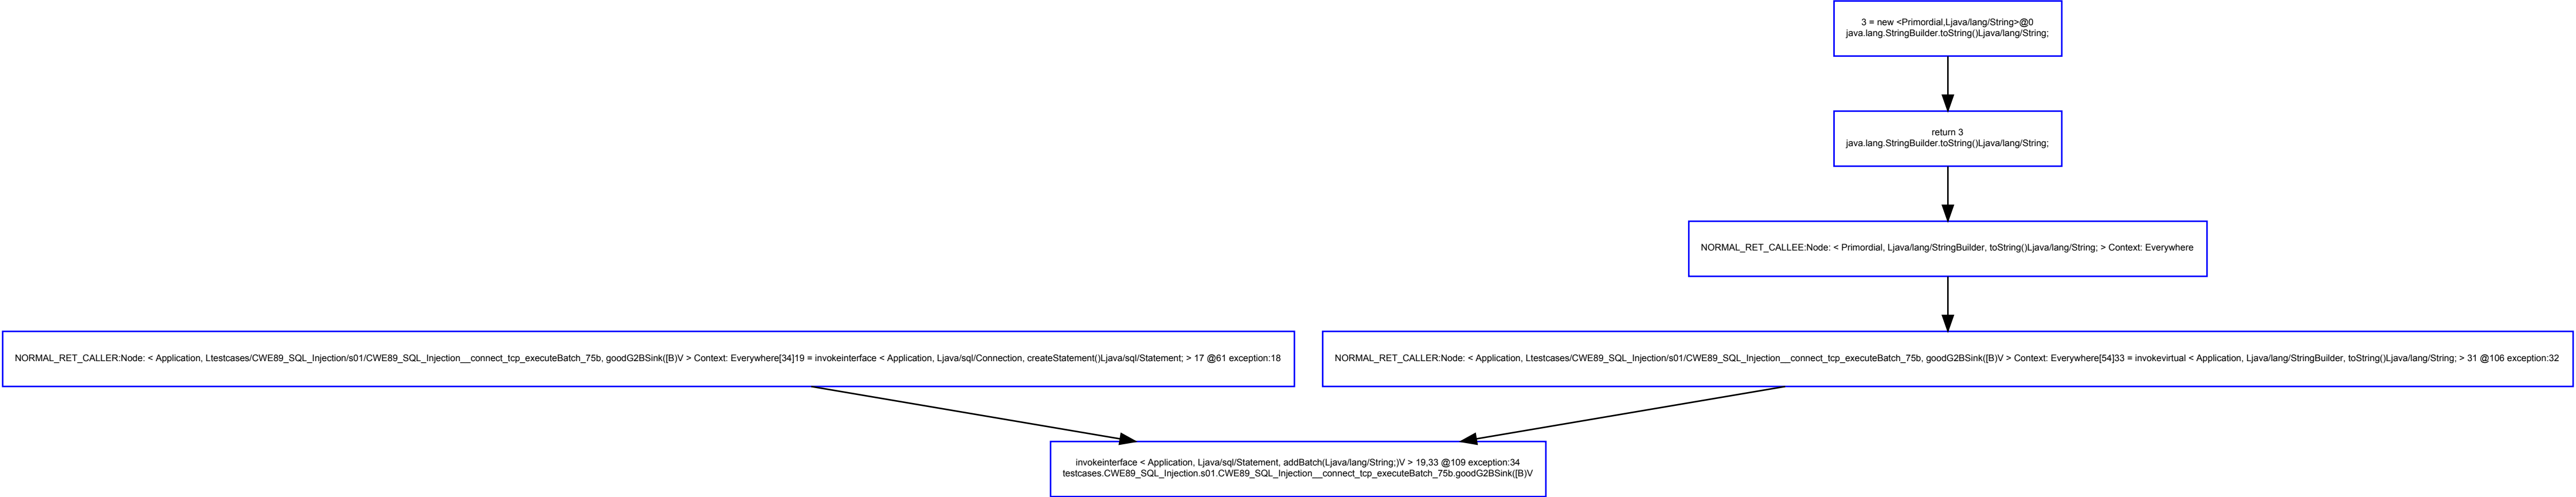 3 = new <Primordial,Ljava/lang/String>@0
java.lang.StringBuilder.toString()Ljava/lang/String;
return 3
java.lang.StringBuilder.toString()Ljava/lang/String;
NORMAL_RET_CALLEE:Node: < Primordial, Ljava/lang/StringBuilder, toString()Ljava/lang/String; > Context: Everywhere
NORMAL_RET_CALLER:Node: < Application, Ltestcases/CWE89_SQL_Injection/s01/CWE89_SQL_Injection__connect_tcp_executeBatch_75b, goodG2BSink([B)V > Context: Everywhere[34]19 = invokeinterface < Application, Ljava/sql/Connection, createStatement()Ljava/sql/Statement; > 17 @61 exception:18
NORMAL_RET_CALLER:Node: < Application, Ltestcases/CWE89_SQL_Injection/s01/CWE89_SQL_Injection__connect_tcp_executeBatch_75b, goodG2BSink([B)V > Context: Everywhere[54]33 = invokevirtual < Application, Ljava/lang/StringBuilder, toString()Ljava/lang/String; > 31 @106 exception:32
invokeinterface < Application, Ljava/sql/Statement, addBatch(Ljava/lang/String;)V > 19,33 @109 exception:34
testcases.CWE89_SQL_Injection.s01.CWE89_SQL_Injection__connect_tcp_executeBatch_75b.goodG2BSink([B)V